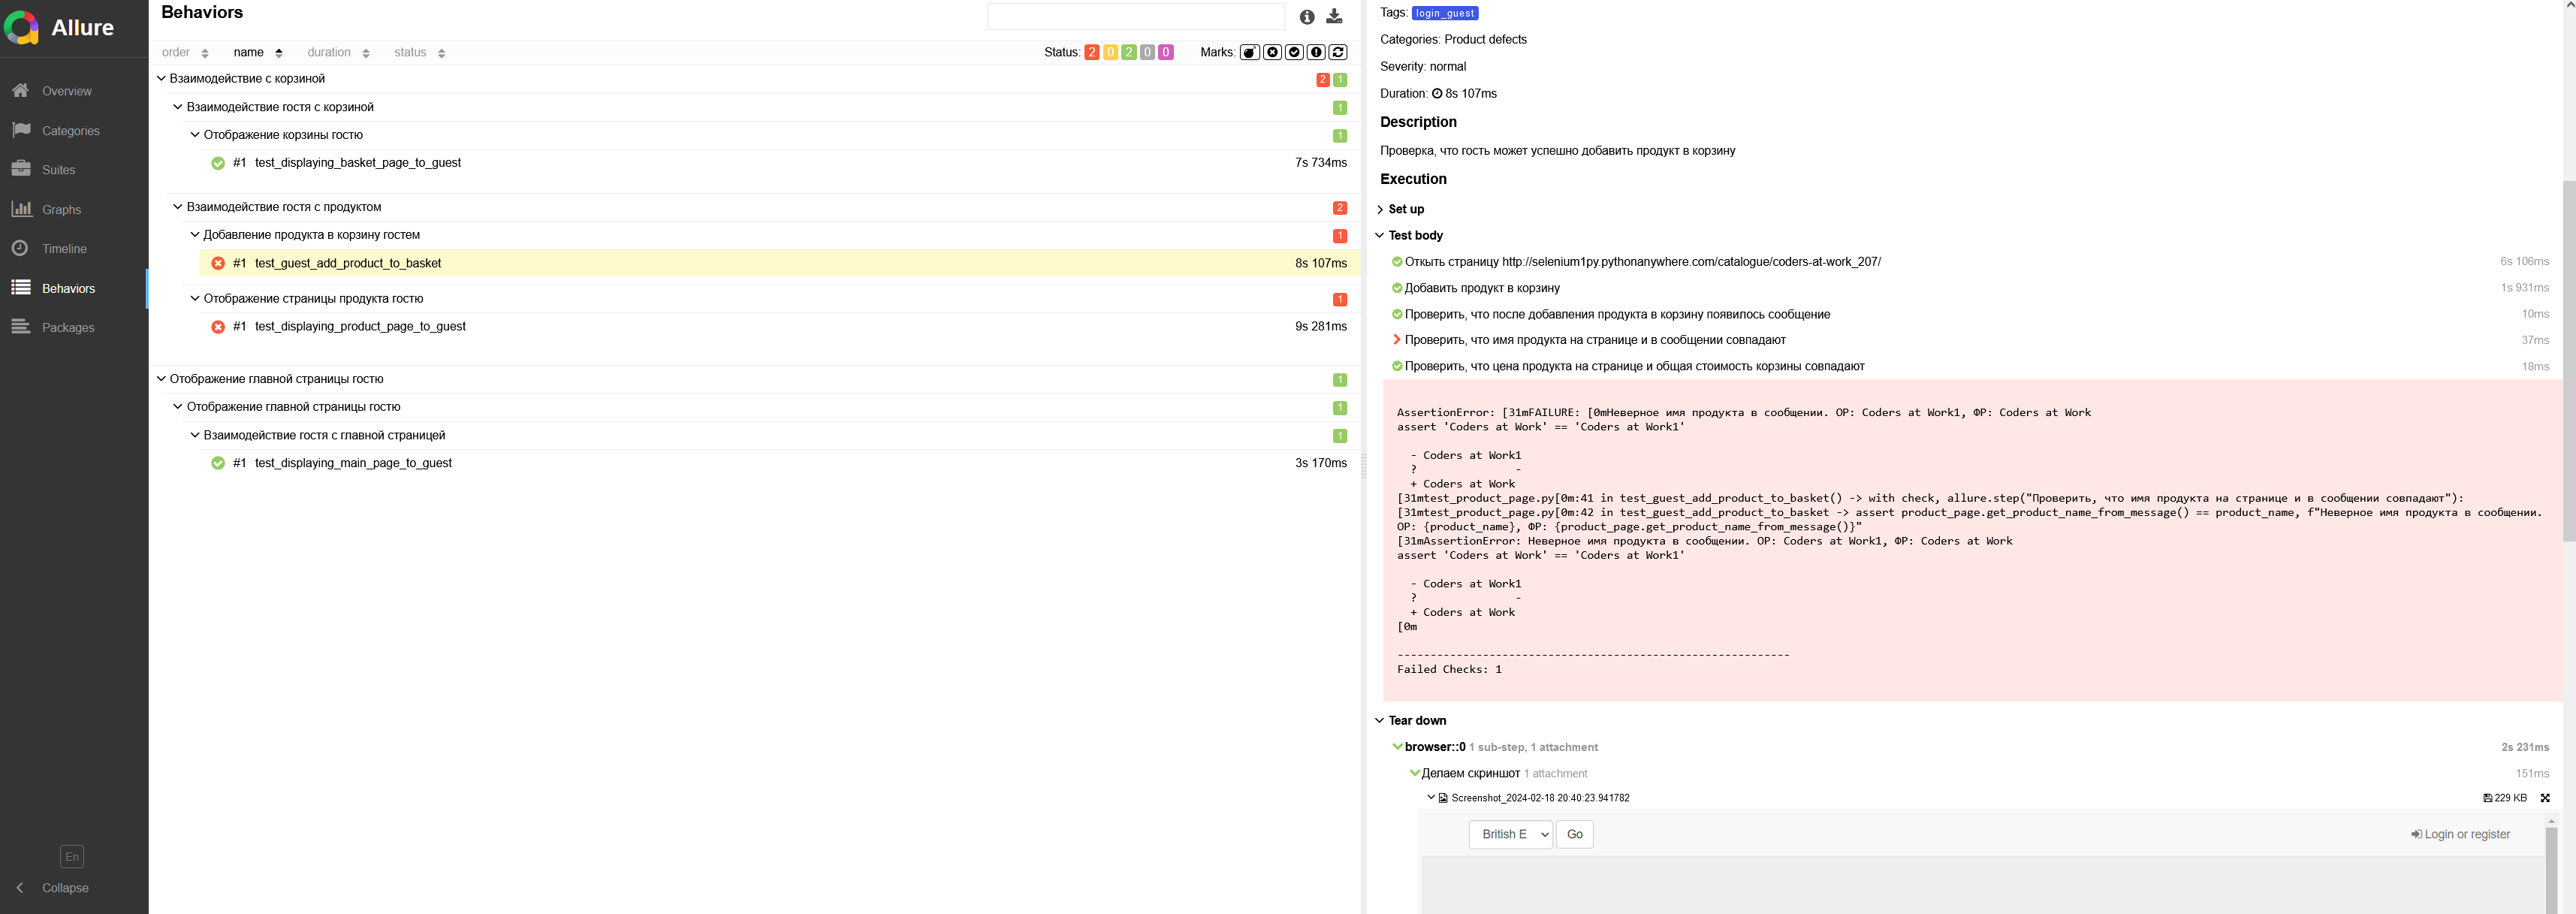 Allure
Overview
Categories
Suites
Graphs
Timeline
Behaviors
Packages
En
Collapse
Behaviors
order name duration status Status: 2 0 2 0 0 Marks:
Взаимодействие с корзиной 2 1
Взаимодействие гостя с корзиной 1
Отображение корзины гостю 1
#1 test_displaying_basket_page_to_guest 7s 734ms
Взаимодействие гостя с продуктом 2
Добавление продукта в корзину гостем 1
#1 test_guest_add_product_to_basket 8s 107ms
Отображение страницы продукта гостю 1
#1 test_displaying_product_page_to_guest 9s 281ms
Отображение главной страницы гостю 1
Отображение главной страницы гостю 1
Взаимодействие гостя с главной страницей 1
#1 test_displaying_main_page_to_guest 3s 170ms
Tags: login_guest
Categories: Product defects
Severity: normal
Duration: 8s 107ms
Description
Проверка, что гость может успешно добавить продукт в корзину
Execution
Set up
Test body
Откыть страницу http://selenium1py.pythonanywhere.com/catalogue/coders-at-work_207/ 6s 106ms
Добавить продукт в корзину 1s 931ms
Проверить, что после добавления продукта в корзину появилось сообщение 10ms
Проверить, что имя продукта на странице и в сообщении совпадают 37ms
Проверить, что цена продукта на странице и общая стоимость корзины совпадают 18ms
AssertionError: [31mFAILURE: [0mНеверное имя продукта в сообщении. ОР: Coders at Work1, ФР: Coders at Work
assert 'Coders at Work' == 'Coders at Work1'
- Coders at Work1
? -
+ Coders at Work
[31mtest_product_page.py[0m:41 in test_guest_add_product_to_basket() -> with check, allure.step("Проверить, что имя продукта на странице и в сообщении совпадают"):
[31mtest_product_page.py[0m:42 in test_guest_add_product_to_basket -> assert product_page.get_product_name_from_message() == product_name, f"Неверное имя продукта в сообщении.
ОР: {product_name}, ФР: {product_page.get_product_name_from_message()}"
[31mAssertionError: Неверное имя продукта в сообщении. ОР: Coders at Work1, ФР: Coders at Work
assert 'Coders at Work' == 'Coders at Work1'
- Coders at Work1
? -
+ Coders at Work
[0m
------------------------------------------------------------
Failed Checks: 1
Tear down
browser::0 1 sub-step, 1 attachment 2s 231ms
Делаем скриншот 1 attachment 151ms
Screenshot_2024-02-18 20:40:23.941782 229 KB
British E Go Login or register